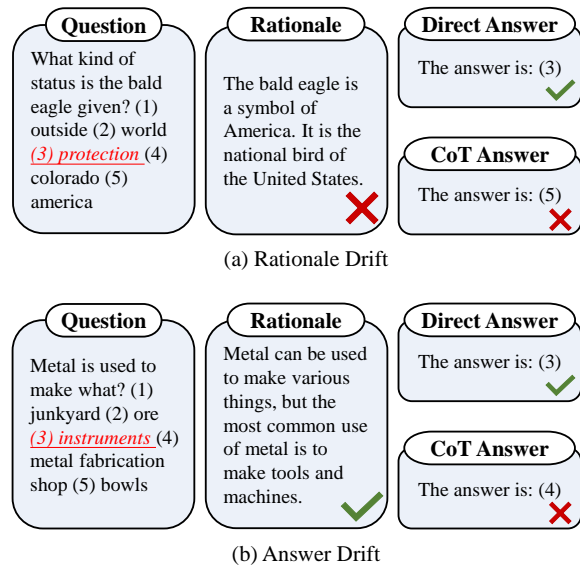 Question
What kind of
status is the bald
eagle given? (1)
outside (2) world
(3) protection (4)
colorado (5)
america
Rationale
The bald eagle is
a symbol of
America. It is the
national bird of
the United States.
Direct Answer
The answer is: (3)
CoT Answer
The answer is: (5)
(a) Rationale Drift
Question
Metal is used to
make what? (1)
junkyard (2) ore
(3) instruments (4)
metal fabrication
shop (5) bowls
Rationale
Metal can be used
to make various
things, but the
most common use
of metal is to
make tools and
machines.
Direct Answer
The answer is: (3)
CoT Answer
The answer is: (4)
(b) Answer Drift